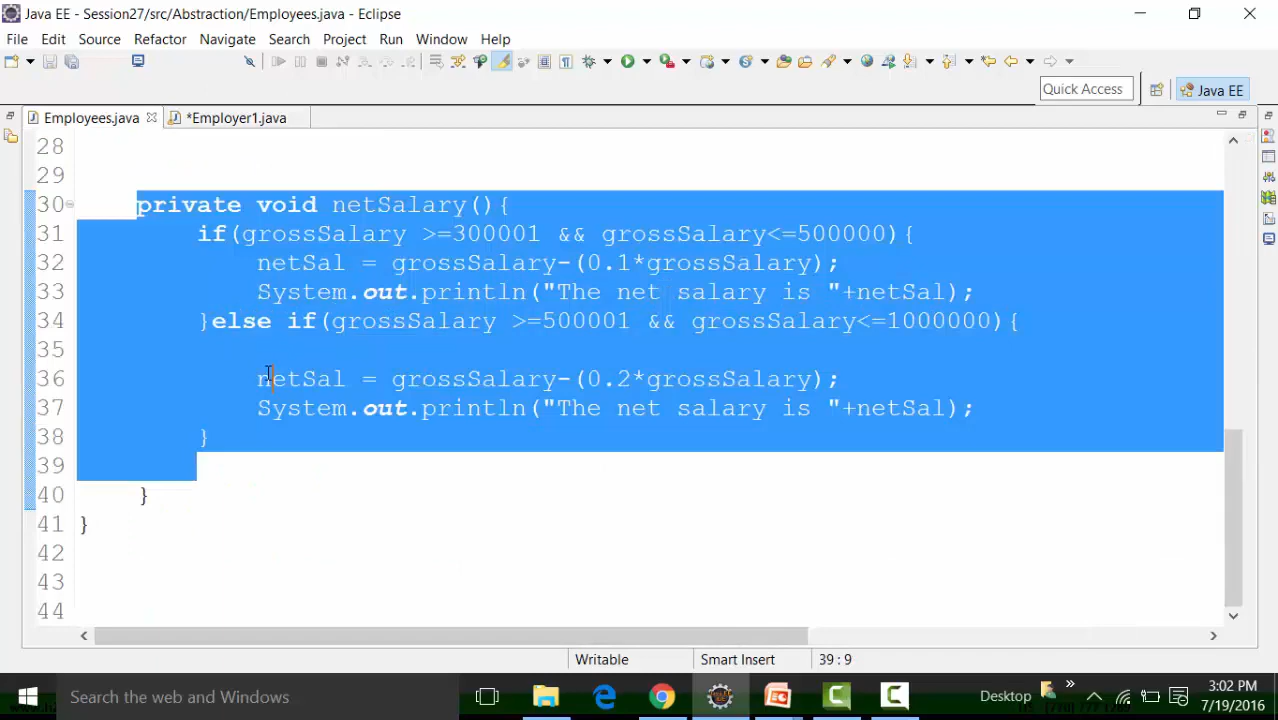 Java EE - Session27/src/Abstraction/Employees.java - Eclipse
File Edit Source Refactor Navigate Search Project Run Window Help
Quick Access
Java EE
Employees.java
*Employer1.java
28
29
30 private void netSalary(){
31 if(grossSalary >=300001 && grossSalary<=500000){
32 netSal = grossSalary-(0.1*grossSalary);
33 System.out.println("The net salary is "+netSal);
34 }else if(grossSalary >=500001 && grossSalary<=1000000){
35
36 netSal = grossSalary-(0.2*grossSalary);
37 System.out.println("The net salary is "+netSal);
38 }
39
40 }
41 }
42
43
44
Writable Smart Insert 39 : 9
Search the web and Windows
Desktop
3:02 PM
7/19/2016